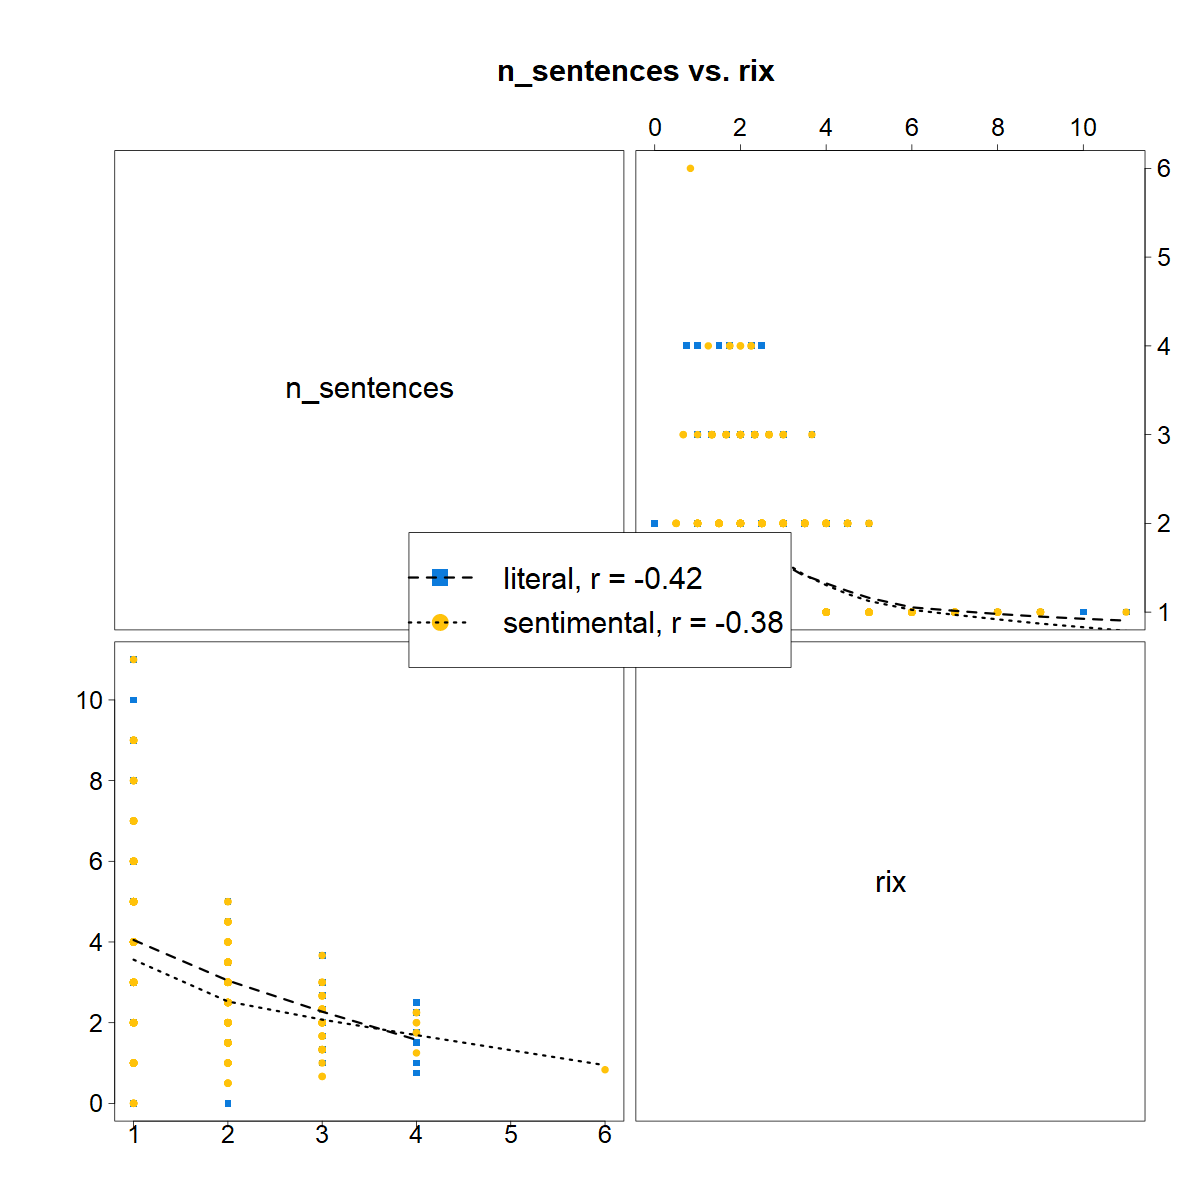 n_sentences vs. rix
0 2 4 6 8 10
6
5
n_sentences
4
3
2
literal, r = -0.42
sentimental, r = -0.38
1
10
8
6
rix
4
2
0
1 2 3 4 5 6